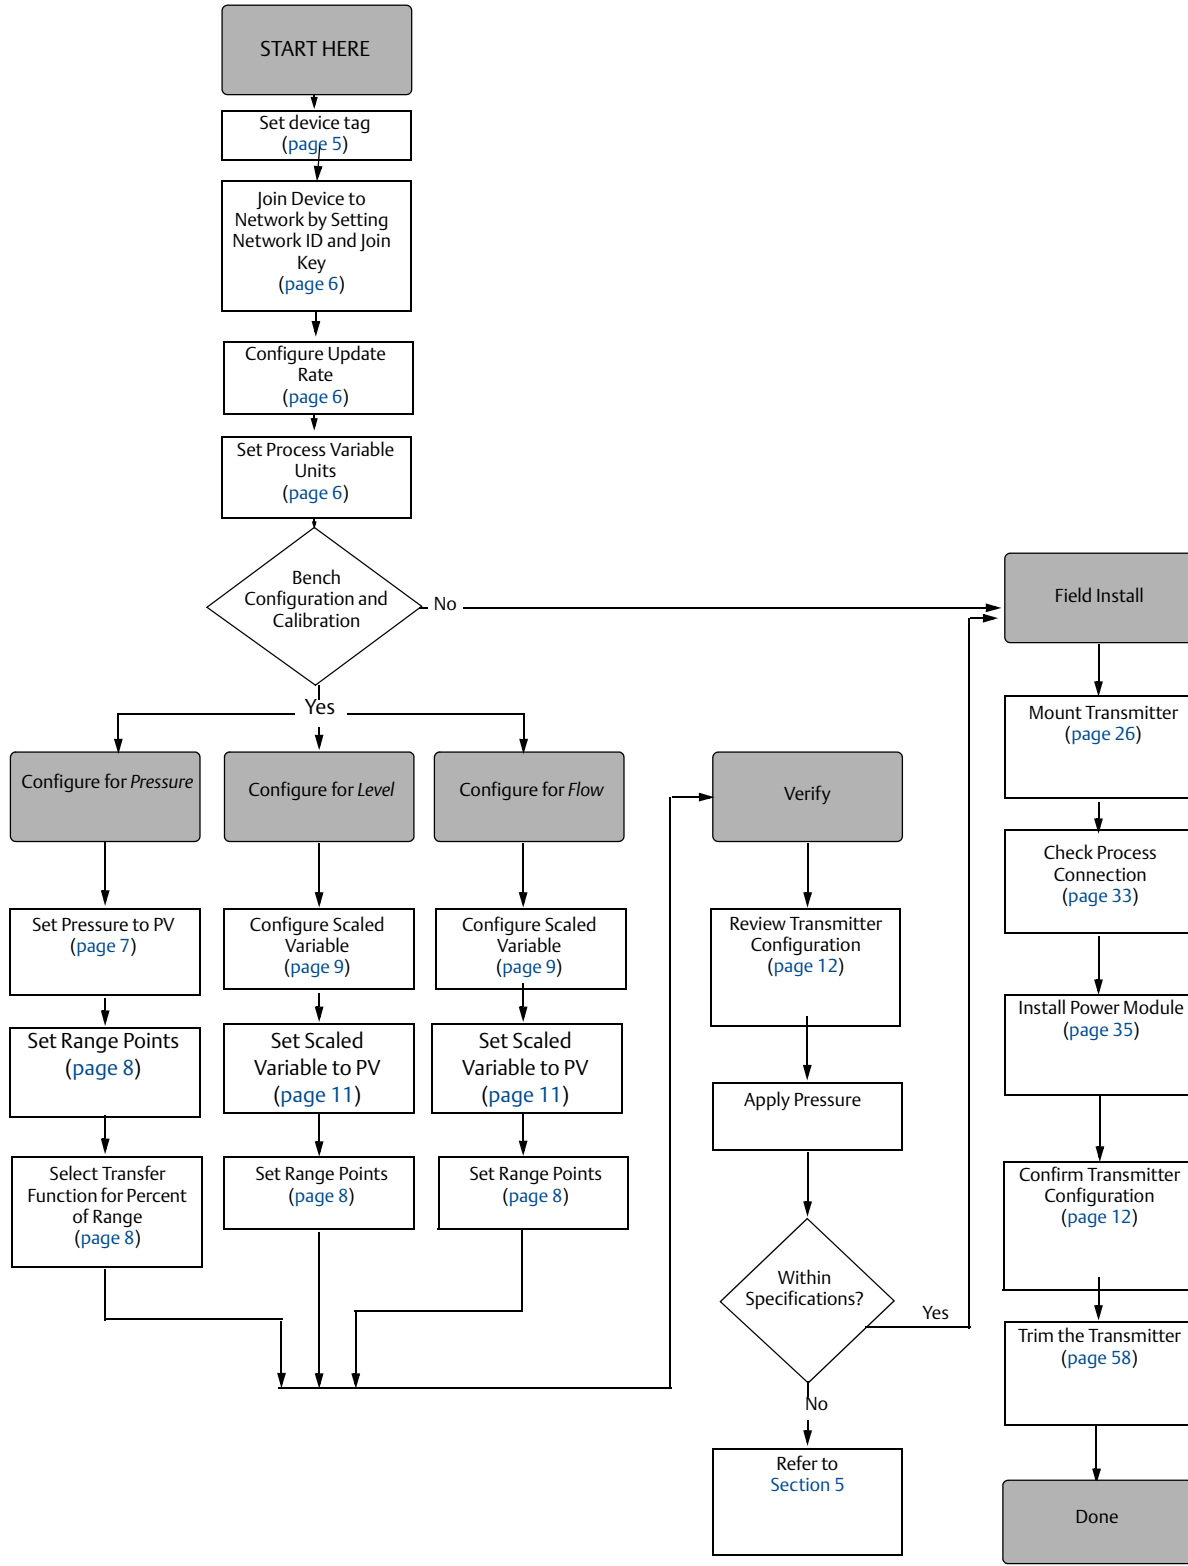 START HERE
Set device tag
(page 5)
Join Device to
Network by Setting
Network ID and Join
Key
(page 6)
Configure Update
Rate
(page 6)
Set Process Variable
Units
(page 6)
Bench
Configuration and
Calibration
No
Yes
Configure for Pressure
Set Pressure to PV
(page 7)
Set Range Points
(page 8)
Select Transfer
Function for Percent
of Range
(page 8)
Configure for Level
Configure Scaled
Variable
(page 9)
Set Scaled
Variable to PV
(page 11)
Set Range Points
(page 8)
Configure for Flow
Configure Scaled
Variable
(page 9)
Set Scaled
Variable to PV
(page 11)
Set Range Points
(page 8)
Verify
Review Transmitter
Configuration
(page 12)
Apply Pressure
Within
Specifications?
Yes
No
Refer to
Section 5
Field Install
Mount Transmitter
(page 26)
Check Process
Connection
(page 33)
Install Power Module
(page 35)
Confirm Transmitter
Configuration
(page 12)
Trim the Transmitter
(page 58)
Done